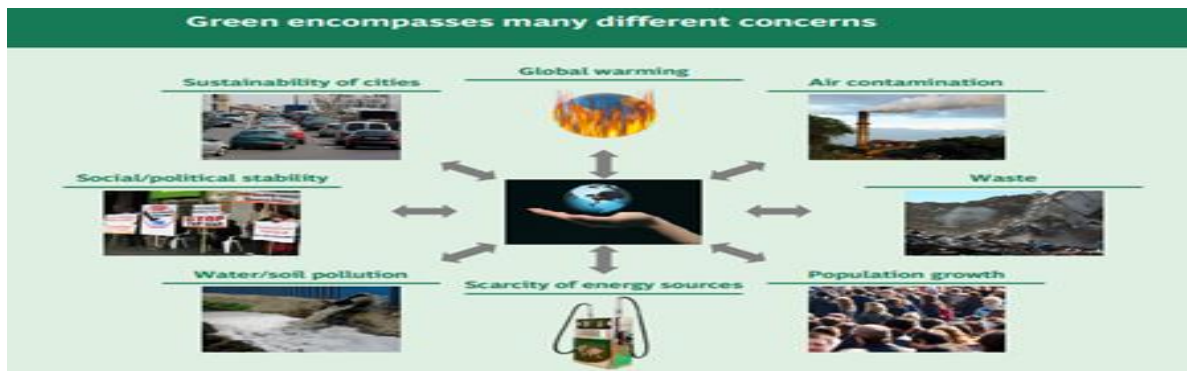 Green encompasses many different concerns
Global warming
Sustainability of cities
Air contamination
Social/political stability
Waste
Water/soil pollution
Scarcity of energy sources
Population growth
STOP